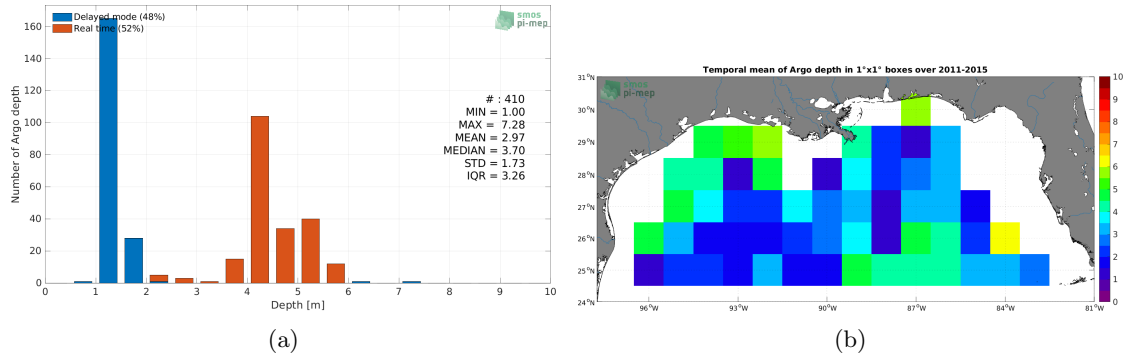 Delayed mode (48%)
Real time (52%)
smos
pi-mep
# : 410
MIN = 1.00
MAX = 7.28
MEAN = 2.97
MEDIAN = 3.70
STD = 1.73
IQR = 3.26
160
140
120
100
80
60
40
20
0
Number of Argo depth
0 1 2 3 4 5 6 7 8 9 10
Depth [m]
(a)
Temporal mean of Argo depth in 1°x1° boxes over 2011-2015
smos
pi-mep
31°N
30°N
29°N
28°N
27°N
26°N
25°N
24°N
96°W 93°W 90°W 87°W 84°W 81°W
10
9
8
7
6
5
4
3
2
1
0
(b)